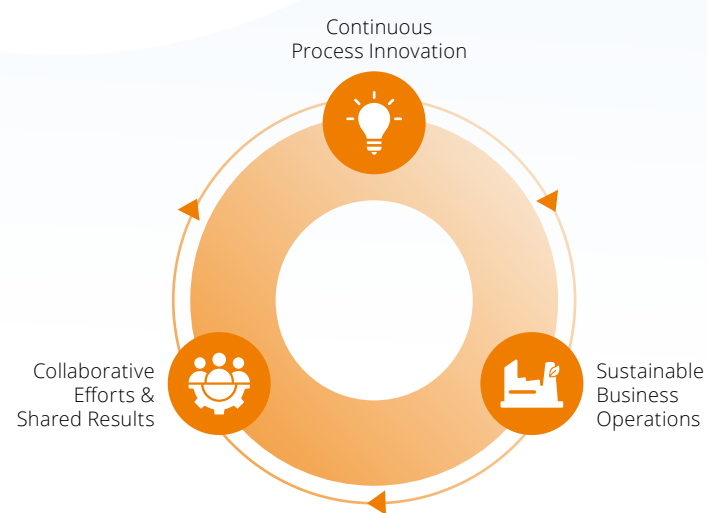 Continuous
Process Innovation
Collaborative
Efforts &
Shared Results
Sustainable
Business
Operations